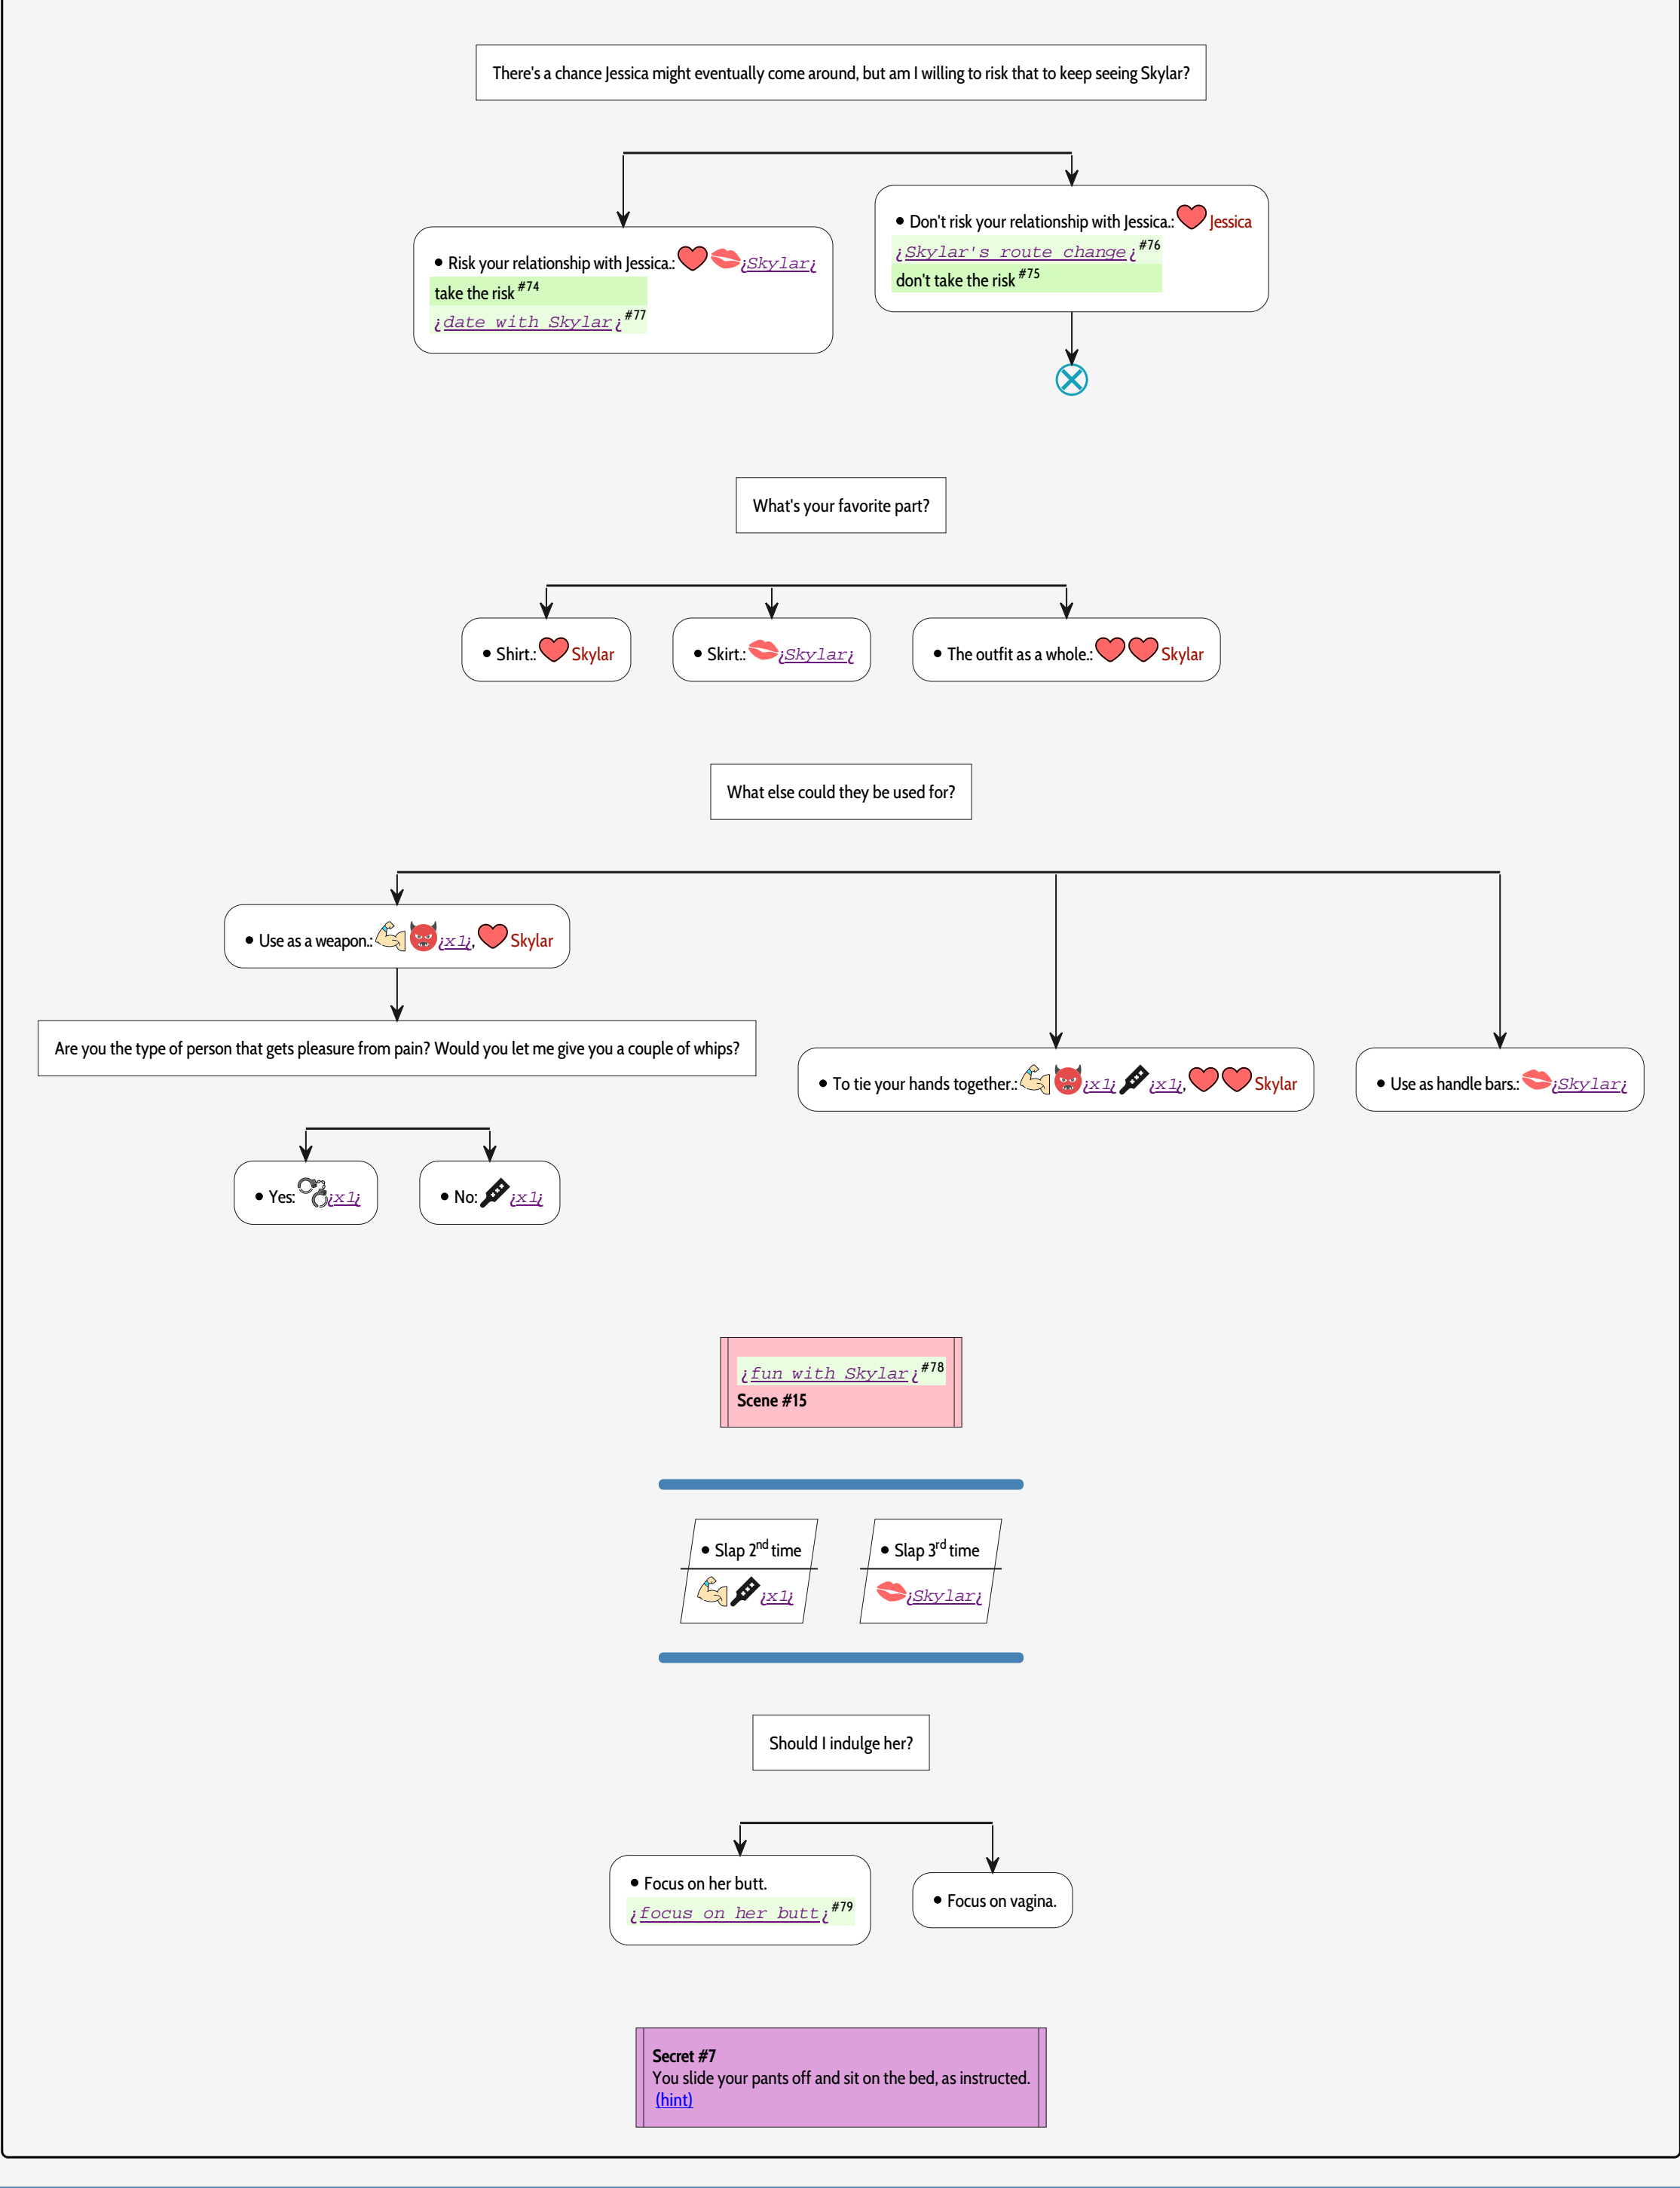 There's a chance Jessica might eventually come around, but am I willing to risk that to keep seeing Skylar?
• Risk your relationship with Jessica.: ¿Skylar¿
take the risk #74
¿date with Skylar¿ #77
• Don't risk your relationship with Jessica.: Jessica
¿Skylar's route change¿ #76
don't take the risk #75
What's your favorite part?
• Shirt.: Skylar
• Skirt.: ¿Skylar¿
• The outfit as a whole.: Skylar
What else could they be used for?
• Use as a weapon.: ¿x1¿, Skylar
Are you the type of person that gets pleasure from pain? Would you let me give you a couple of whips?
• Yes: ¿x1¿
• No: ¿x1¿
• To tie your hands together.: ¿x1¿ ¿x1¿, Skylar
• Use as handle bars.: ¿Skylar¿
¿fun with Skylar¿ #78
Scene #15
• Slap 2nd time
¿x1¿
• Slap 3rd time
¿Skylar¿
Should I indulge her?
• Focus on her butt.
¿focus on her butt¿ #79
• Focus on vagina.
Secret #7
You slide your pants off and sit on the bed, as instructed.
(hint)